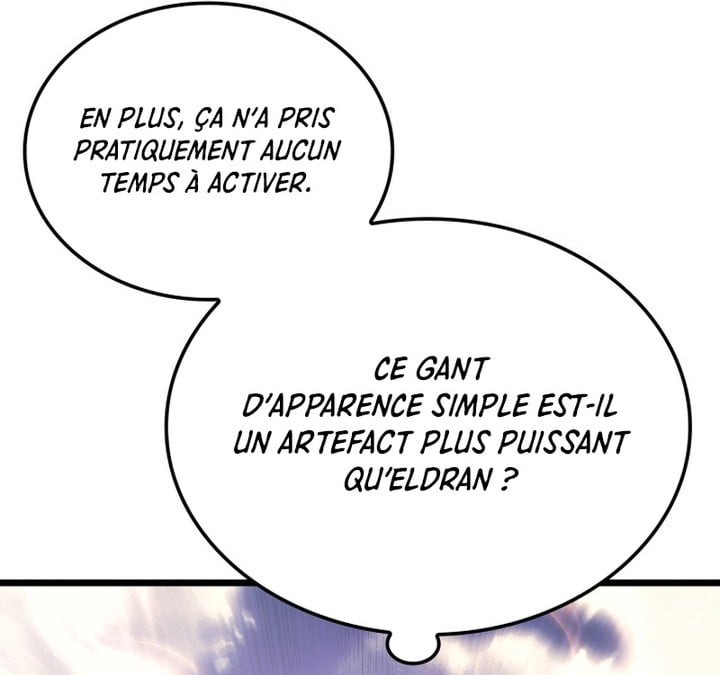 EN PLUS, ÇA N'A PRIS
PRATIQUEMENT AUCUN
TEMPS À ACTIVER.
CE GANT
D'APPARENCE SIMPLE EST-IL
UN ARTEFACT PLUS PUISSANT
QU'ELDRAN ?